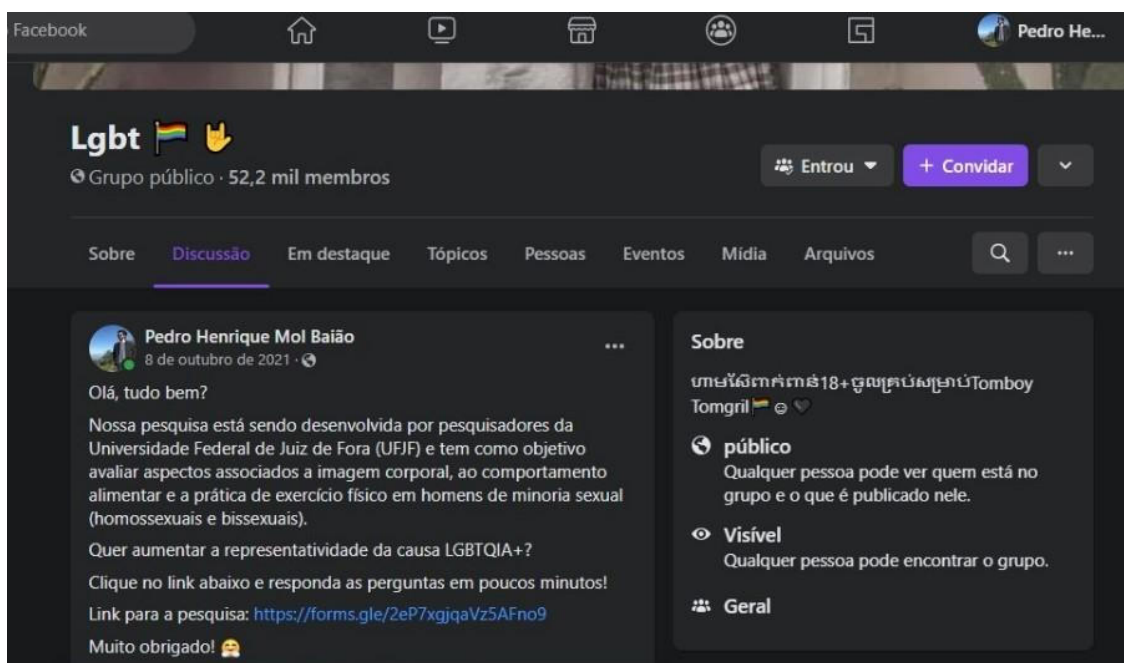 Facebook
Pedro He...
Lgbt 🏳️‍🌈 🤟
Grupo público · 52,2 mil membros
Entrou
+ Convidar
Sobre
Discussão
Em destaque
Tópicos
Pessoas
Eventos
Mídia
Arquivos
Pedro Henrique Mol Baião
8 de outubro de 2021 ·
Olá, tudo bem?
Nossa pesquisa está sendo desenvolvida por pesquisadores da
Universidade Federal de Juiz de Fora (UFJF) e tem como objetivo
avaliar aspectos associados a imagem corporal, ao comportamento
alimentar e a prática de exercício físico em homens de minoria sexual
(homossexuais e bissexuais).
Quer aumentar a representatividade da causa LGBTQIA+?
Clique no link abaixo e responda as perguntas em poucos minutos!
Link para a pesquisa: https://forms.gle/2eP7xgjqaVz5AFno9
Muito obrigado! 🤗
Sobre
ហាមស៊ែពាក់ពាន់18+ចូលគ្រប់សម្រាប់Tomboy
Tomgril🏳️‍🌈☺🖤
público
Qualquer pessoa pode ver quem está no
grupo e o que é publicado nele.
Visível
Qualquer pessoa pode encontrar o grupo.
Geral